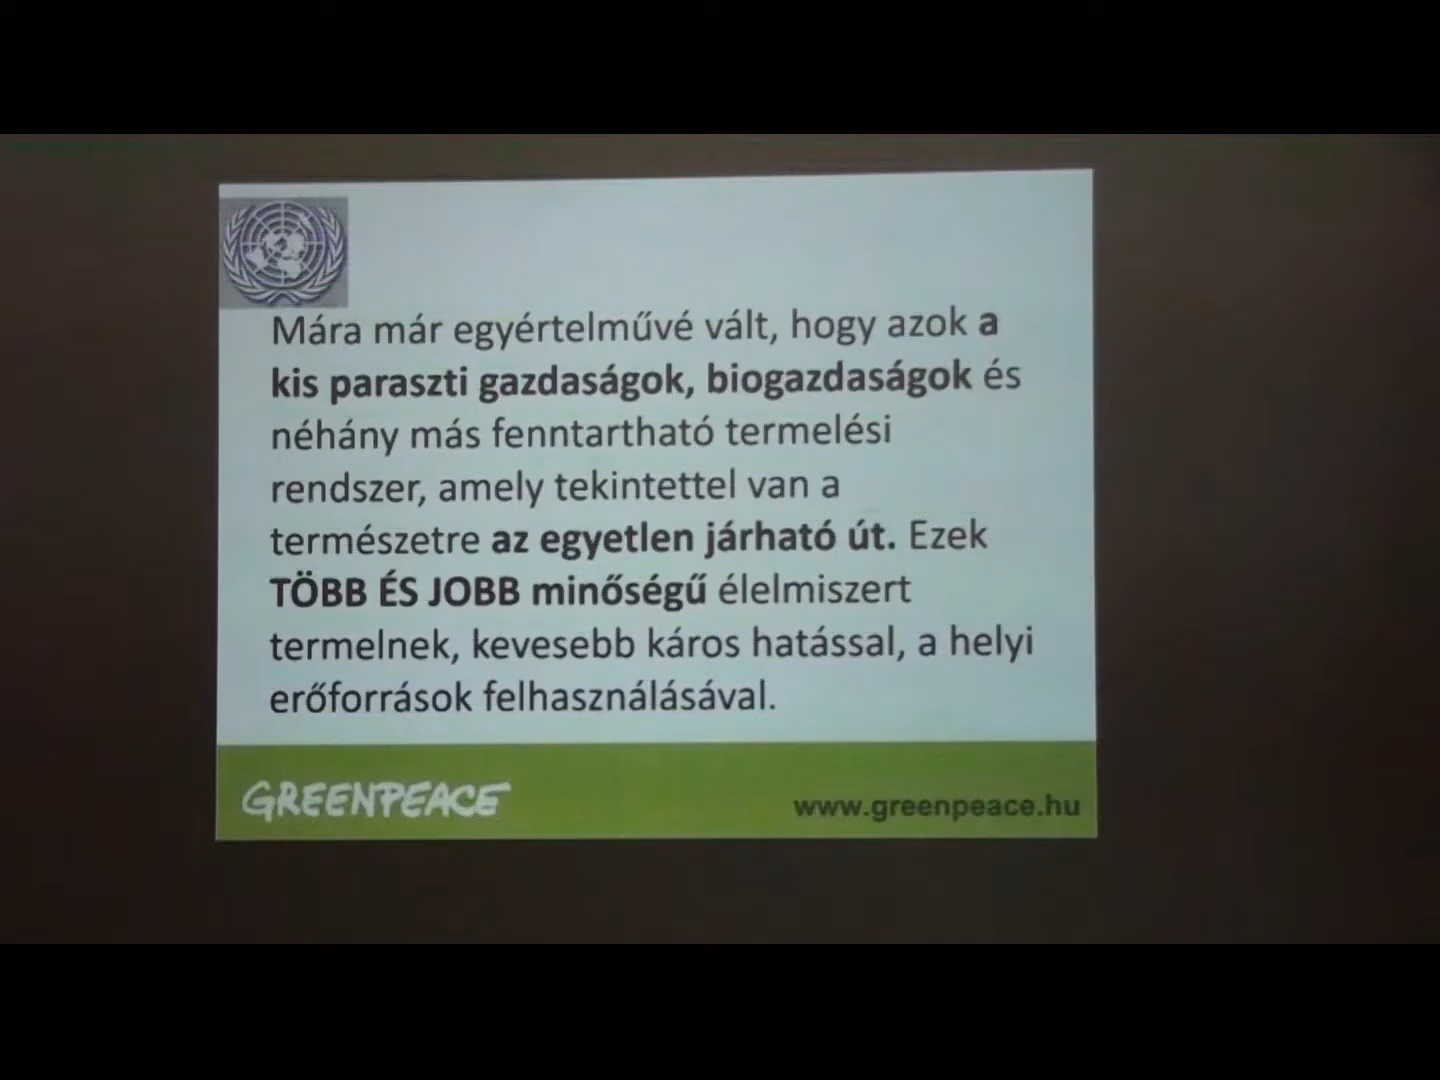 Mára már egyértelművé vált, hogy azok a
kis paraszti gazdaságok, biogazdaságok és
néhány más fenntartható termelési
rendszer, amely tekintettel van a
természetre az egyetlen járható út. Ezek
TÖBB ÉS JOBB minőségű élelmiszert
termelnek, kevesebb káros hatással, a helyi
erőforrások felhasználásával.
GREENPEACE
www.greenpeace.hu